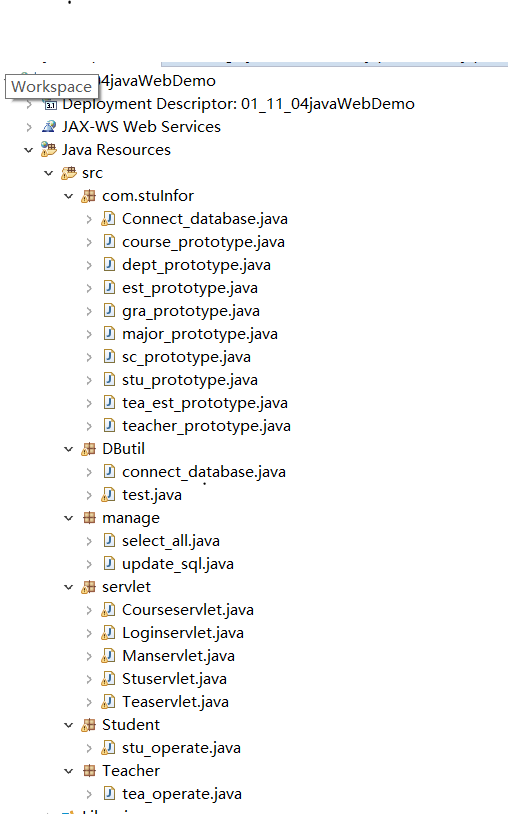 04javaWebDemo
Workspace
Deployment Descriptor: 01_11_04javaWebDemo
JAX-WS Web Services
Java Resources
src
com.stuInfor
Connect_database.java
course_prototype.java
dept_prototype.java
est_prototype.java
gra_prototype.java
major_prototype.java
sc_prototype.java
stu_prototype.java
tea_est_prototype.java
teacher_prototype.java
DButil
connect_database.java
test.java
manage
select_all.java
update_sql.java
servlet
Courseservlet.java
Loginservlet.java
Manservlet.java
Stuservlet.java
Teaservlet.java
Student
stu_operate.java
Teacher
tea_operate.java